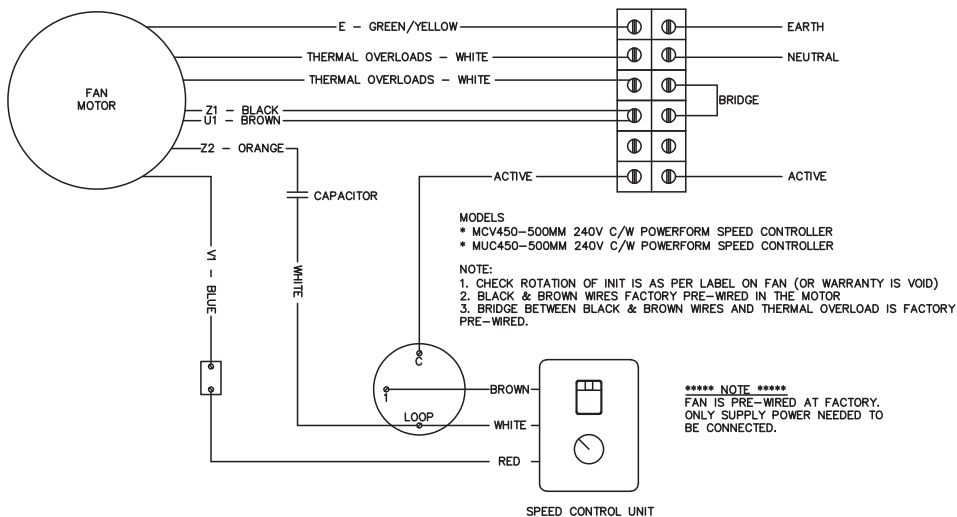 E - GREEN/YELLOW
EARTH
THERMAL OVERLOADS - WHITE
NEUTRAL
THERMAL OVERLOADS - WHITE
FAN
MOTOR
BRIDGE
Z1 - BLACK
U1 - BROWN
Z2 - ORANGE
ACTIVE
ACTIVE
CAPACITOR
MODELS
* MCV450-500MM 240V C/W POWERFORM SPEED CONTROLLER
* MUC450-500MM 240V C/W POWERFORM SPEED CONTROLLER
NOTE:
1. CHECK ROTATION OF INIT IS AS PER LABEL ON FAN (OR WARRANTY IS VOID)
2. BLACK & BROWN WIRES FACTORY PRE-WIRED IN THE MOTOR
3. BRIDGE BETWEEN BLACK & BROWN WIRES AND THERMAL OVERLOAD IS FACTORY
PRE-WIRED.
V1 - BLUE
WHITE
C
1
LOOP
BROWN
WHITE
RED
***** NOTE *****
FAN IS PRE-WIRED AT FACTORY.
ONLY SUPPLY POWER NEEDED TO
BE CONNECTED.
SPEED CONTROL UNIT